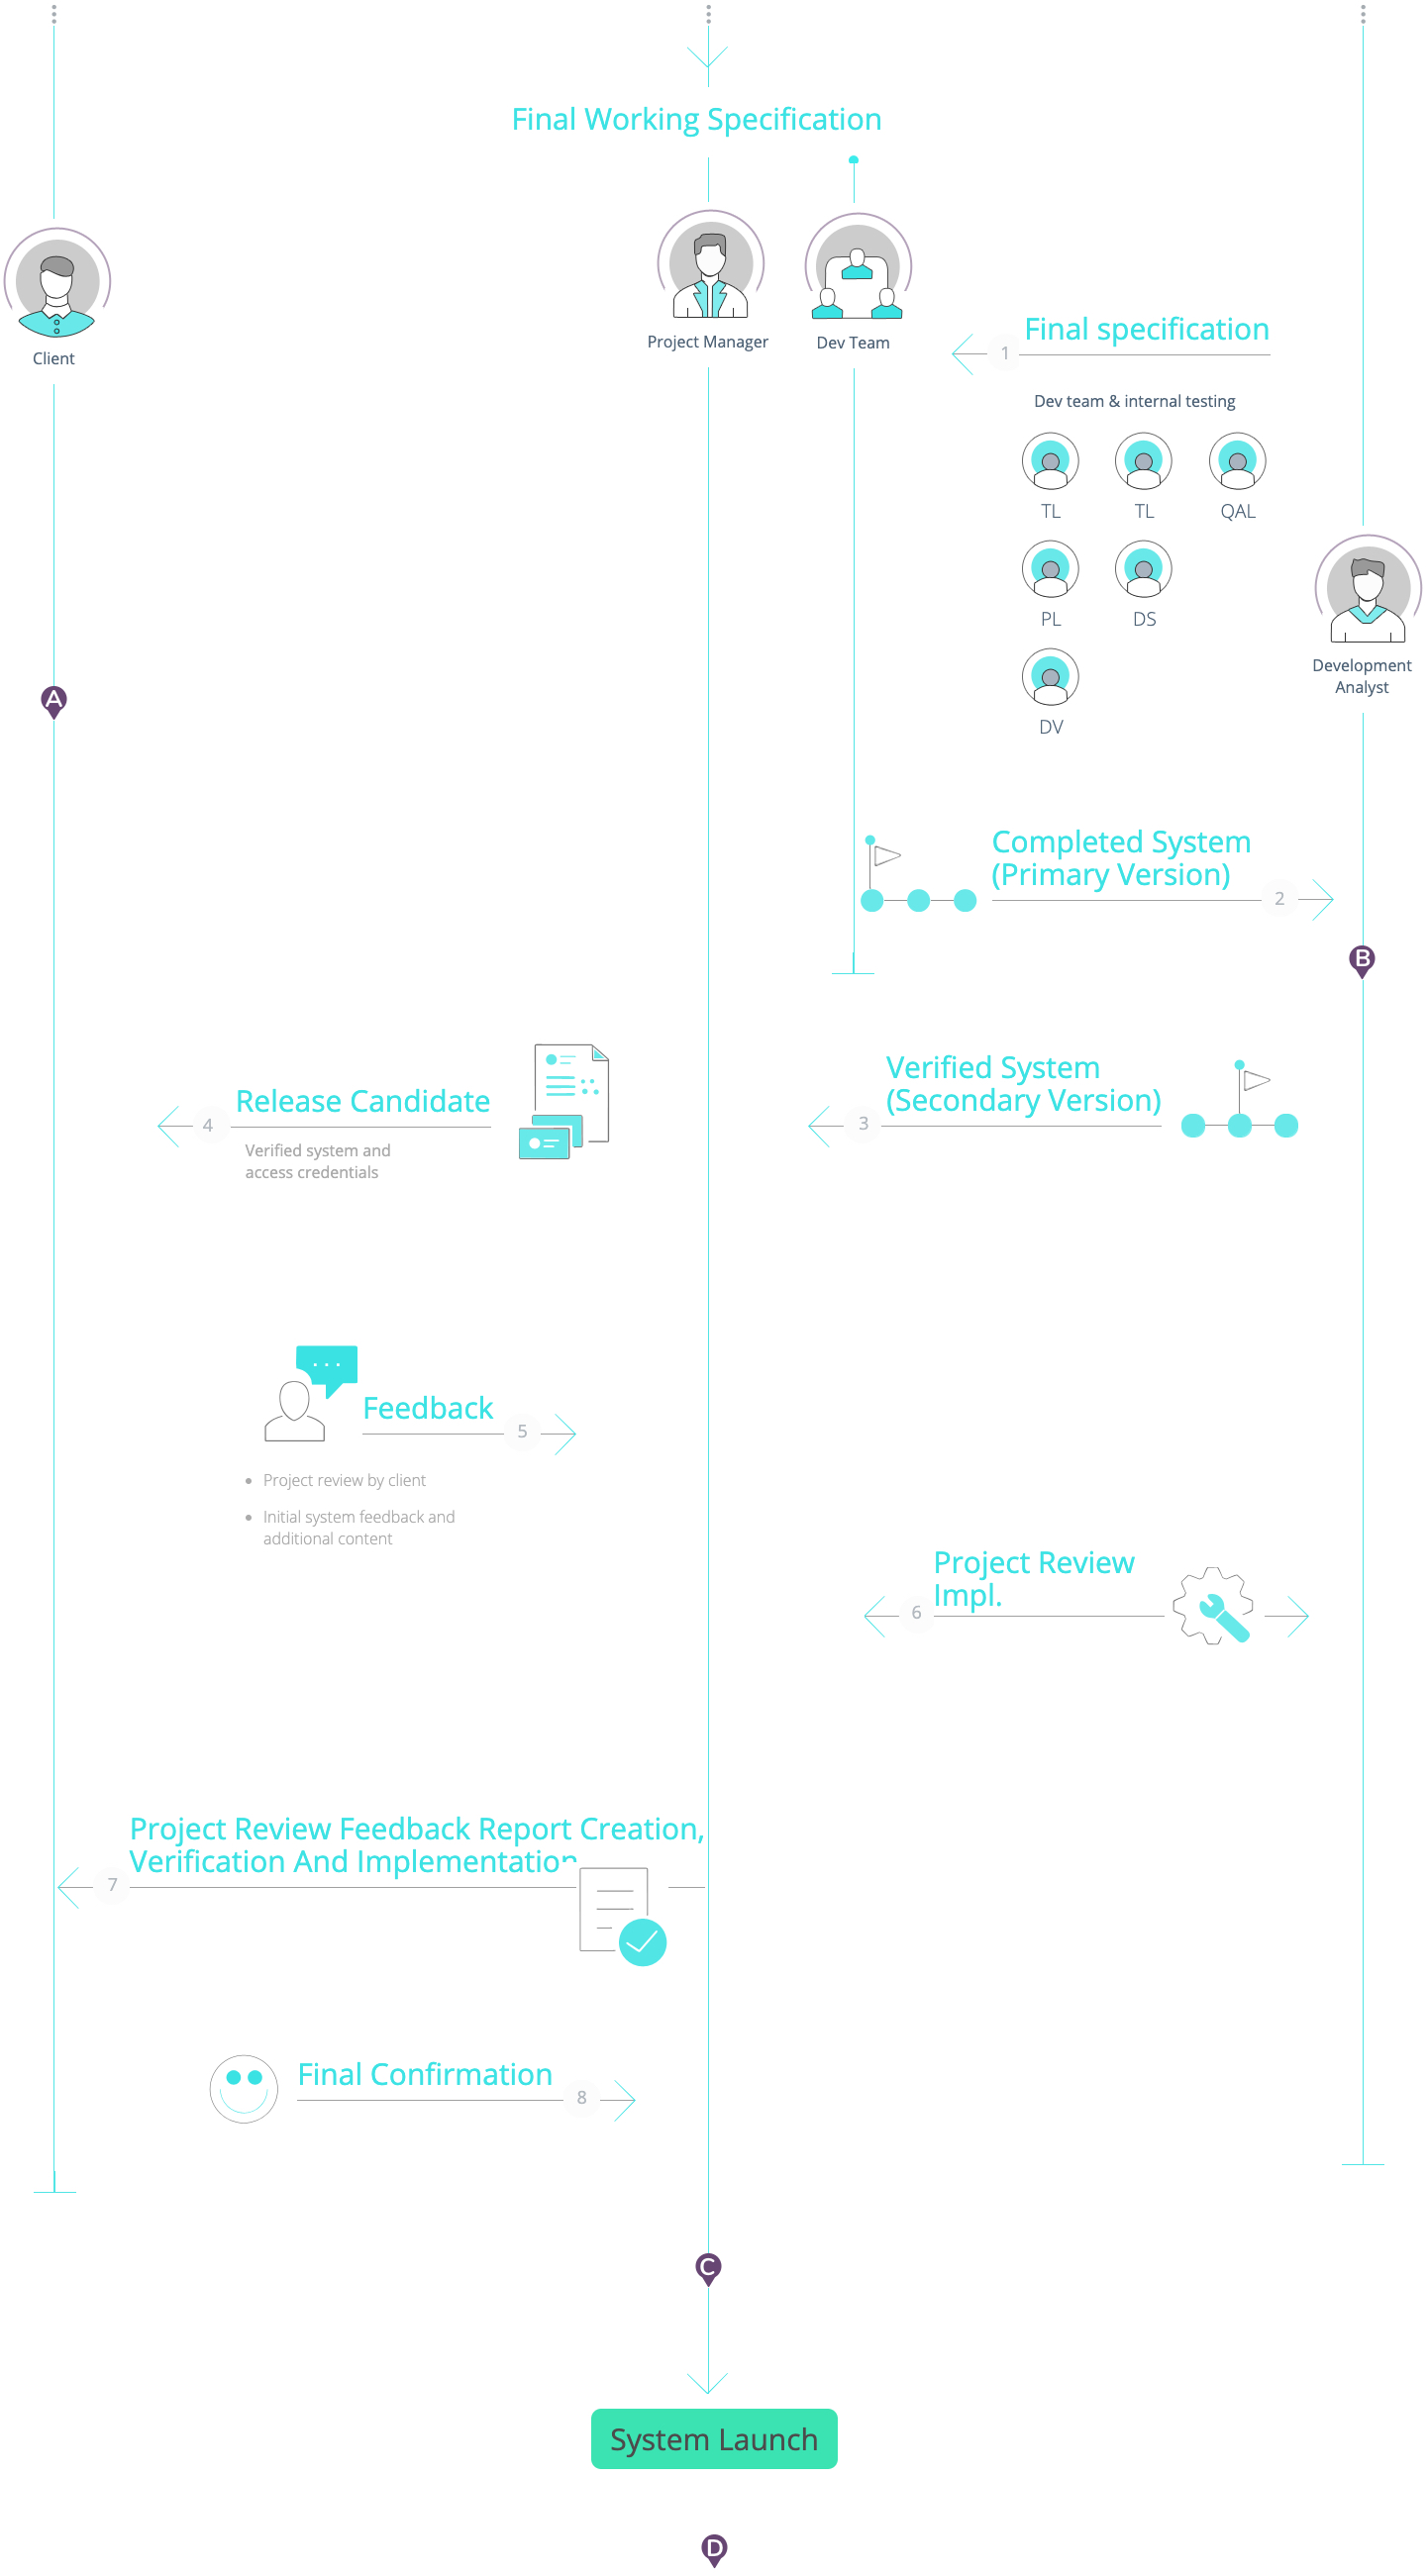 Final Working Specification
Client
Project Manager
Dev Team
1
Final specification
Dev team & internal testing
TL
TL
QAL
PL
DS
DV
Development
Analyst
A
Completed System
(Primary Version)
2
B
Verified System
(Secondary Version)
3
Release Candidate
4
Verified system and
access credentials
Feedback
5
Project review by client
Initial system feedback and
additional content
Project Review
Impl.
6
Project Review Feedback Report Creation,
Verification And Implementation
7
Final Confirmation
8
C
System Launch
D